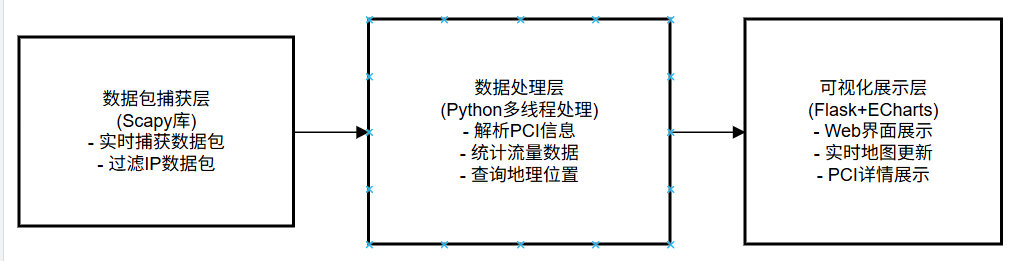 数据包捕获层
(Scapy库)
- 实时捕获数据包
- 过滤IP数据包
数据处理层
(Python多线程处理)
- 解析PCI信息
- 统计流量数据
- 查询地理位置
可视化展示层
(Flask+ECharts)
- Web界面展示
- 实时地图更新
- PCI详情展示